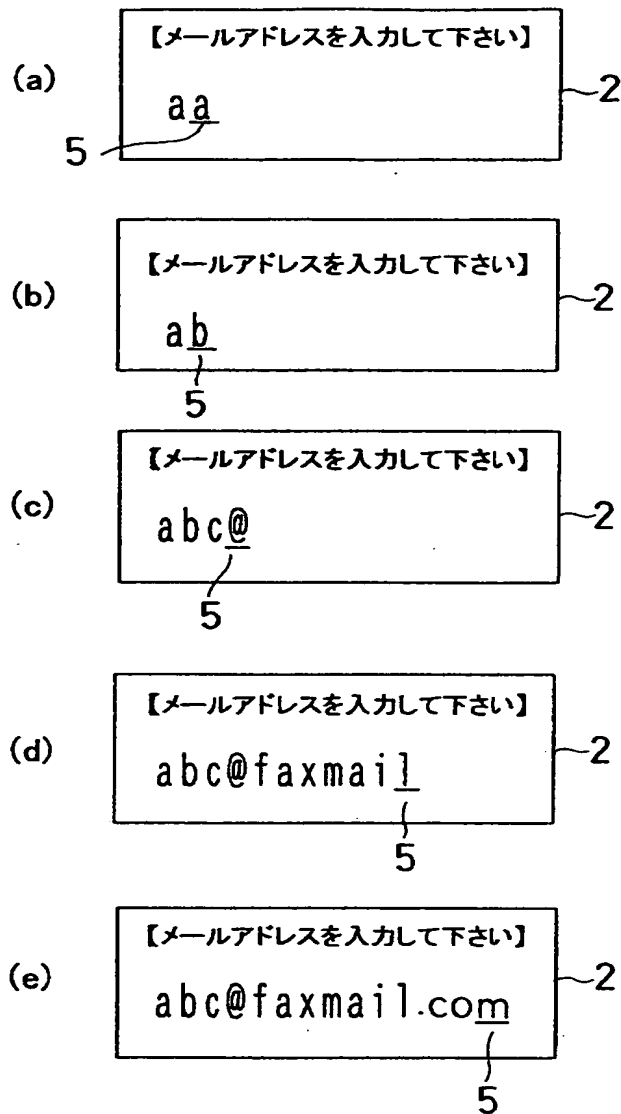 【メールアドレスを入力して下さい】
(a)
2
aa
5
【メールアドレスを入力して下さい】
(b)
2
ab
5
【メールアドレスを入力して下さい】
(c)
2
abc@
5
【メールアドレスを入力して下さい】
(d)
2
abc@faxmail
5
【メールアドレスを入力して下さい】
(e)
2
abc@faxmail.com
5